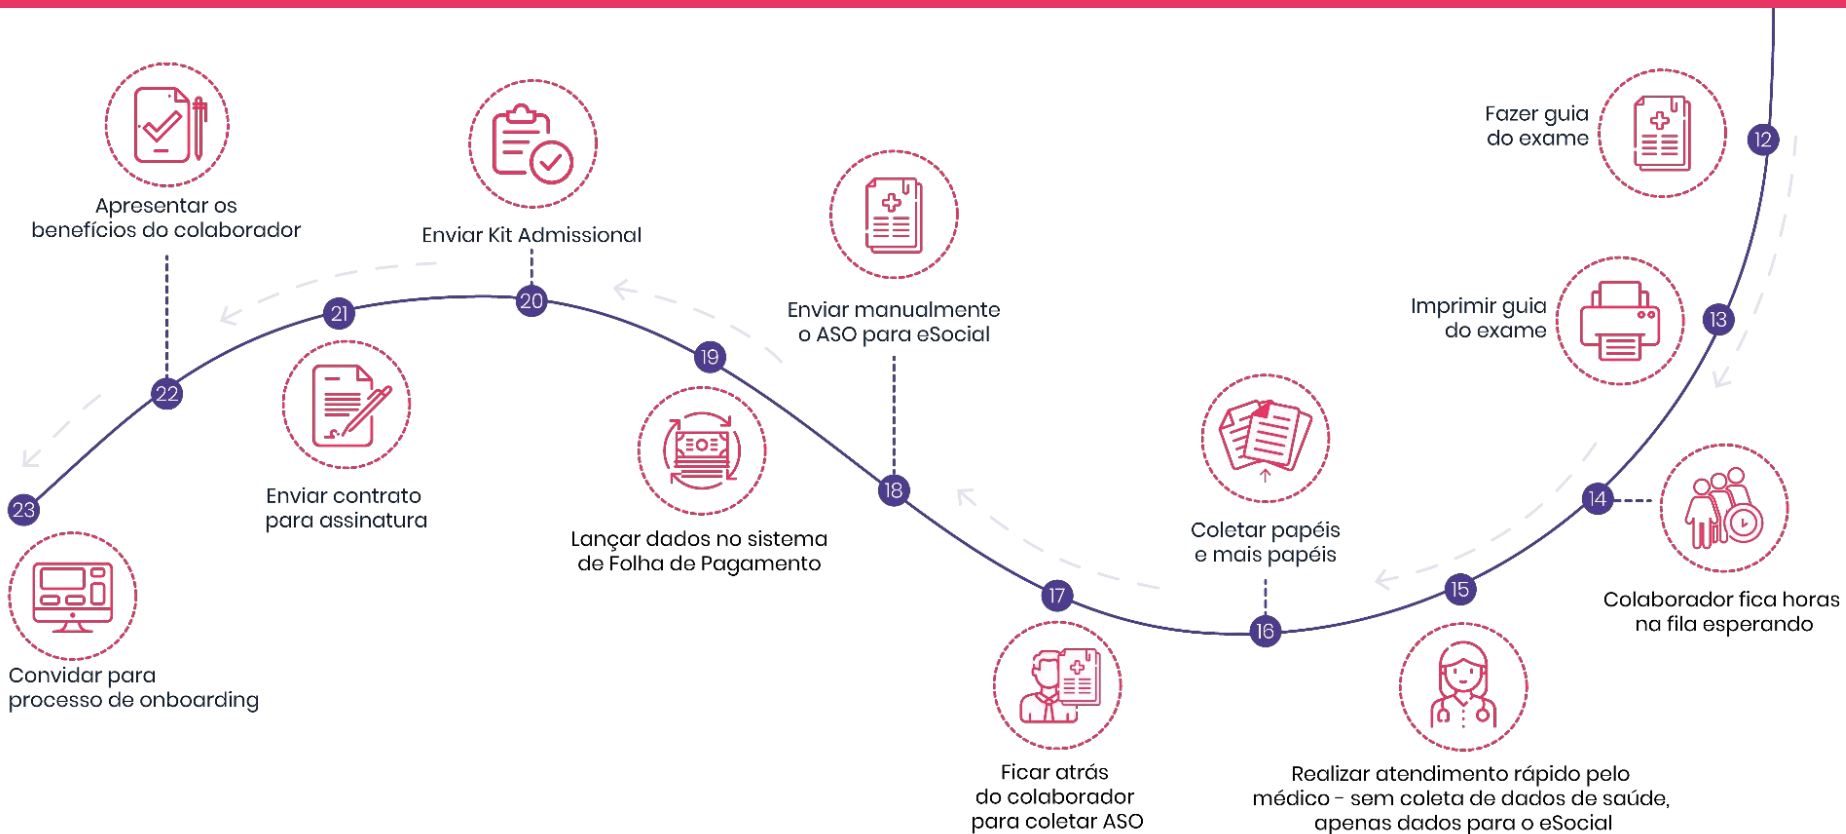 Fazer guia
do exame
12
Imprimir guia
do exame
13
14
Colaborador fica horas
na fila esperando
15
Realizar atendimento rápido pelo
médico - sem coleta de dados de saúde,
apenas dados para o eSocial
Coletar papéis
e mais papéis
16
17
Ficar atrás
do colaborador
para coletar ASO
Enviar manualmente
o ASO para eSocial
18
19
Lançar dados no sistema
de Folha de Pagamento
Enviar Kit Admissional
20
21
Enviar contrato
para assinatura
Apresentar os
benefícios do colaborador
22
23
Convidar para
processo de onboarding